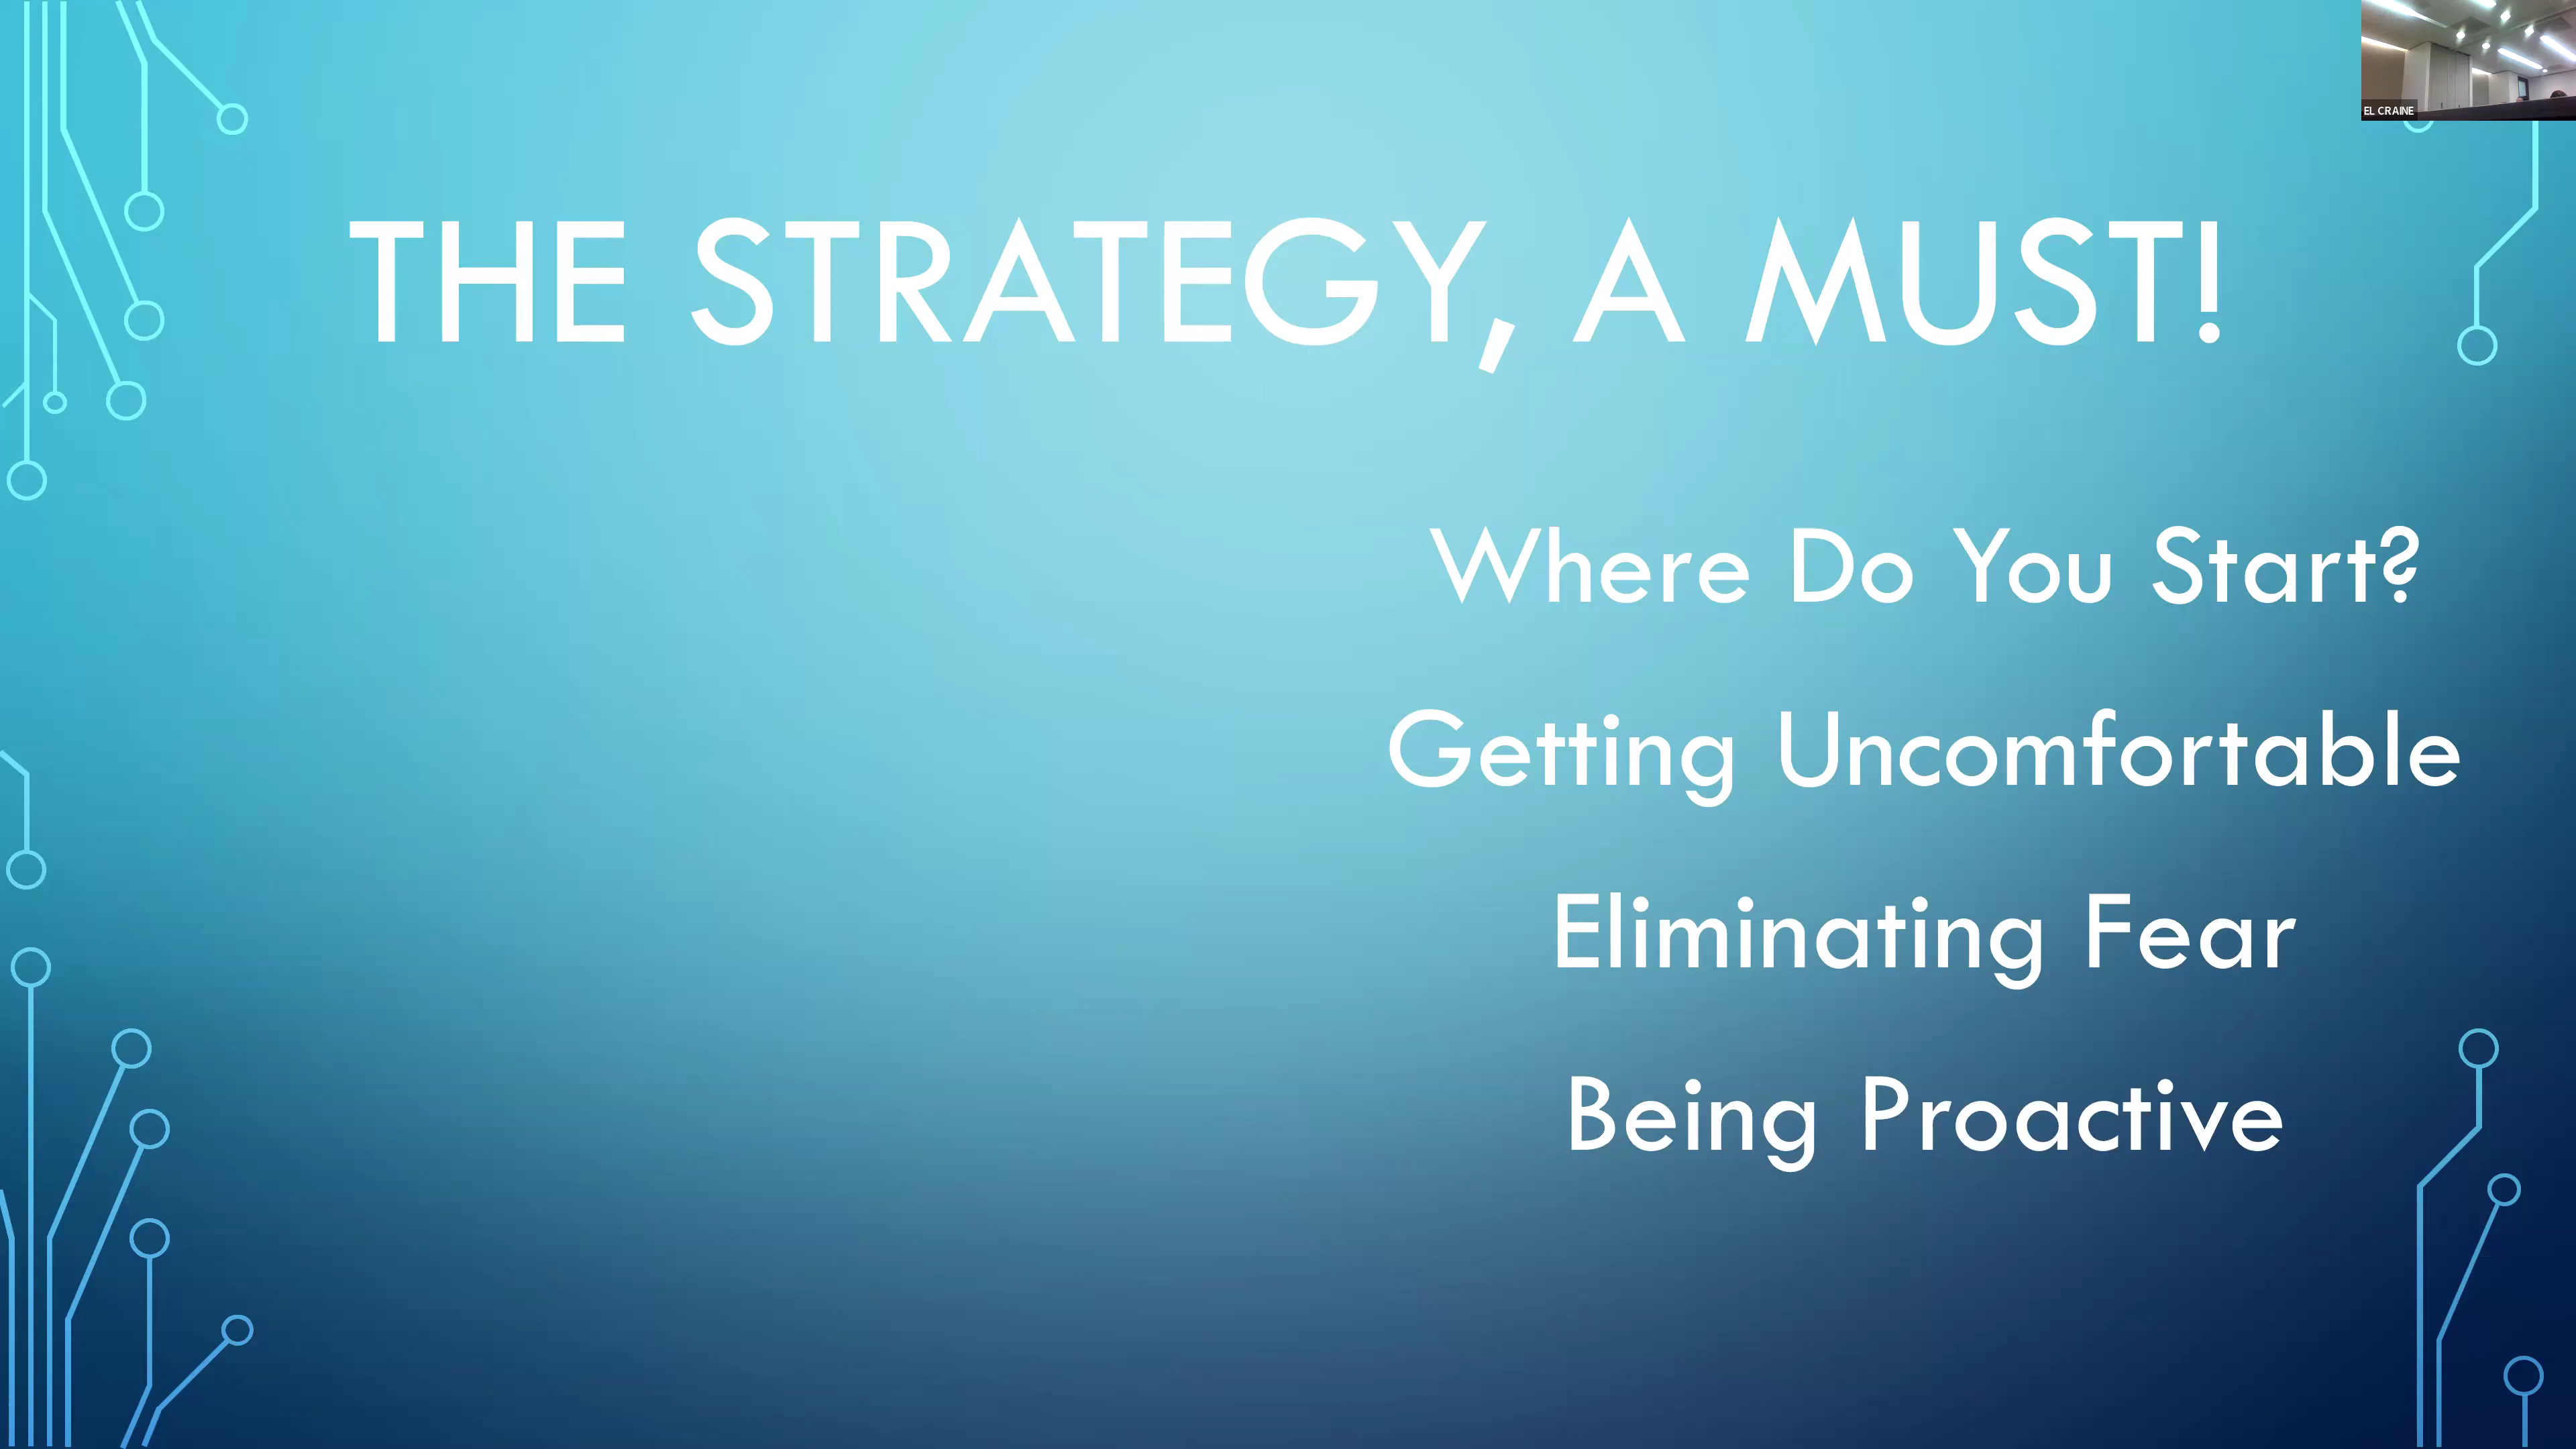 THE STRATEGY, A MUST!
Where Do You Start?
Getting Uncomfortable
Eliminating Fear
Being Proactive
EL CRAINE